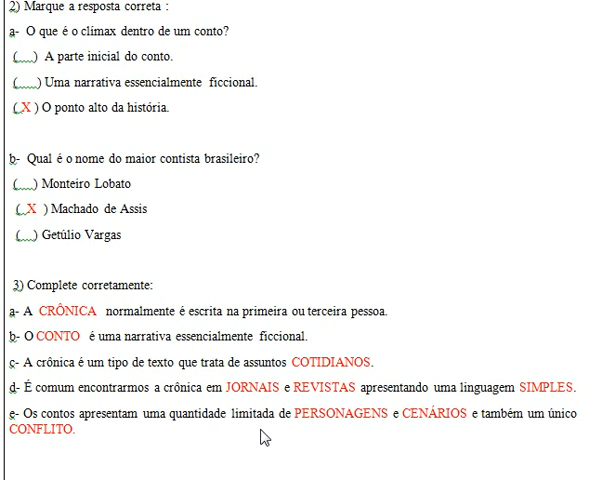 2) Marque a resposta correta :
a- O que é o clímax dentro de um conto?
(....) A parte inicial do conto.
(.....) Uma narrativa essencialmente ficcional.
(.X ) O ponto alto da história.
b- Qual é o nome do maior contista brasileiro?
(....) Monteiro Lobato
(..X ) Machado de Assis
(....) Getúlio Vargas
3) Complete corretamente:
a- A CRÔNICA normalmente é escrita na primeira ou terceira pessoa.
b- O CONTO é uma narrativa essencialmente ficcional.
c- A crônica é um tipo de texto que trata de assuntos COTIDIANOS.
d- É comum encontrarmos a crônica em JORNAIS e REVISTAS apresentando uma linguagem SIMPLES.
e- Os contos apresentam uma quantidade limitada de PERSONAGENS e CENÁRIOS e também um único
CONFLITO.